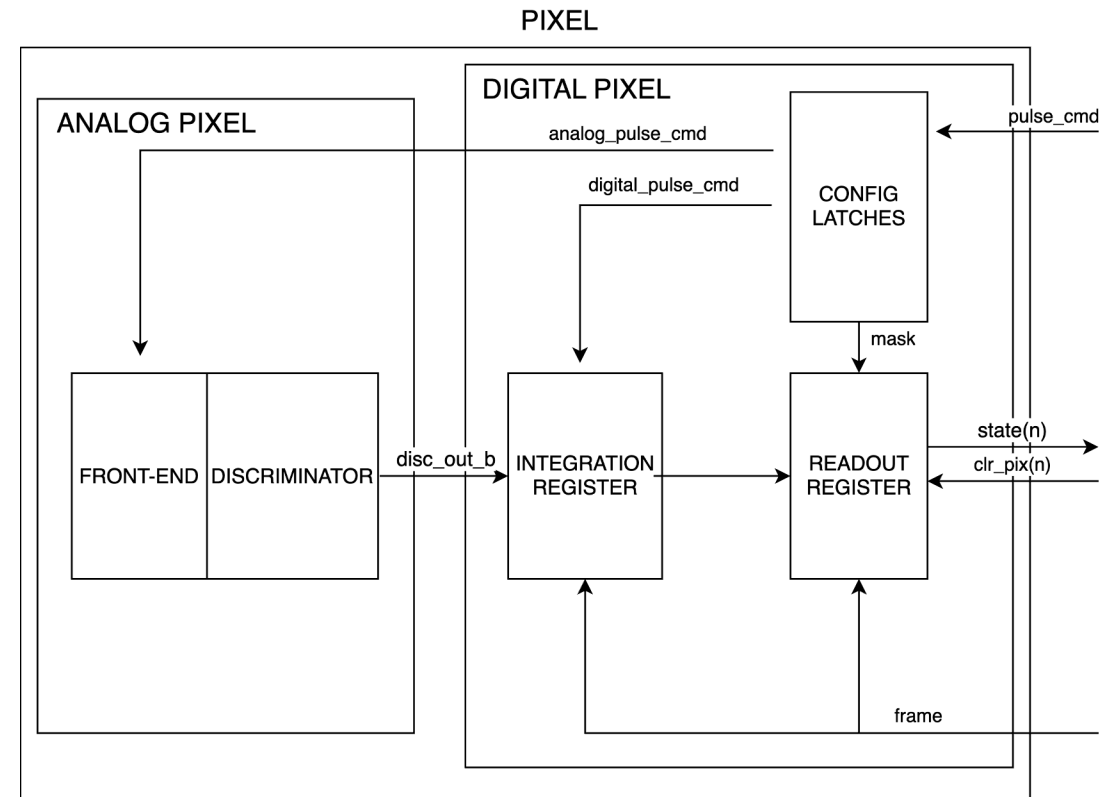 PIXEL
DIGITAL PIXEL
ANALOG PIXEL
pulse_cmd
analog_pulse_cmd
digital_pulse_cmd
CONFIG
LATCHES
mask
state(n)
disc_out_b
clr_pix(n)
FRONT-END
DISCRIMINATOR
INTEGRATION
REGISTER
READOUT
REGISTER
frame